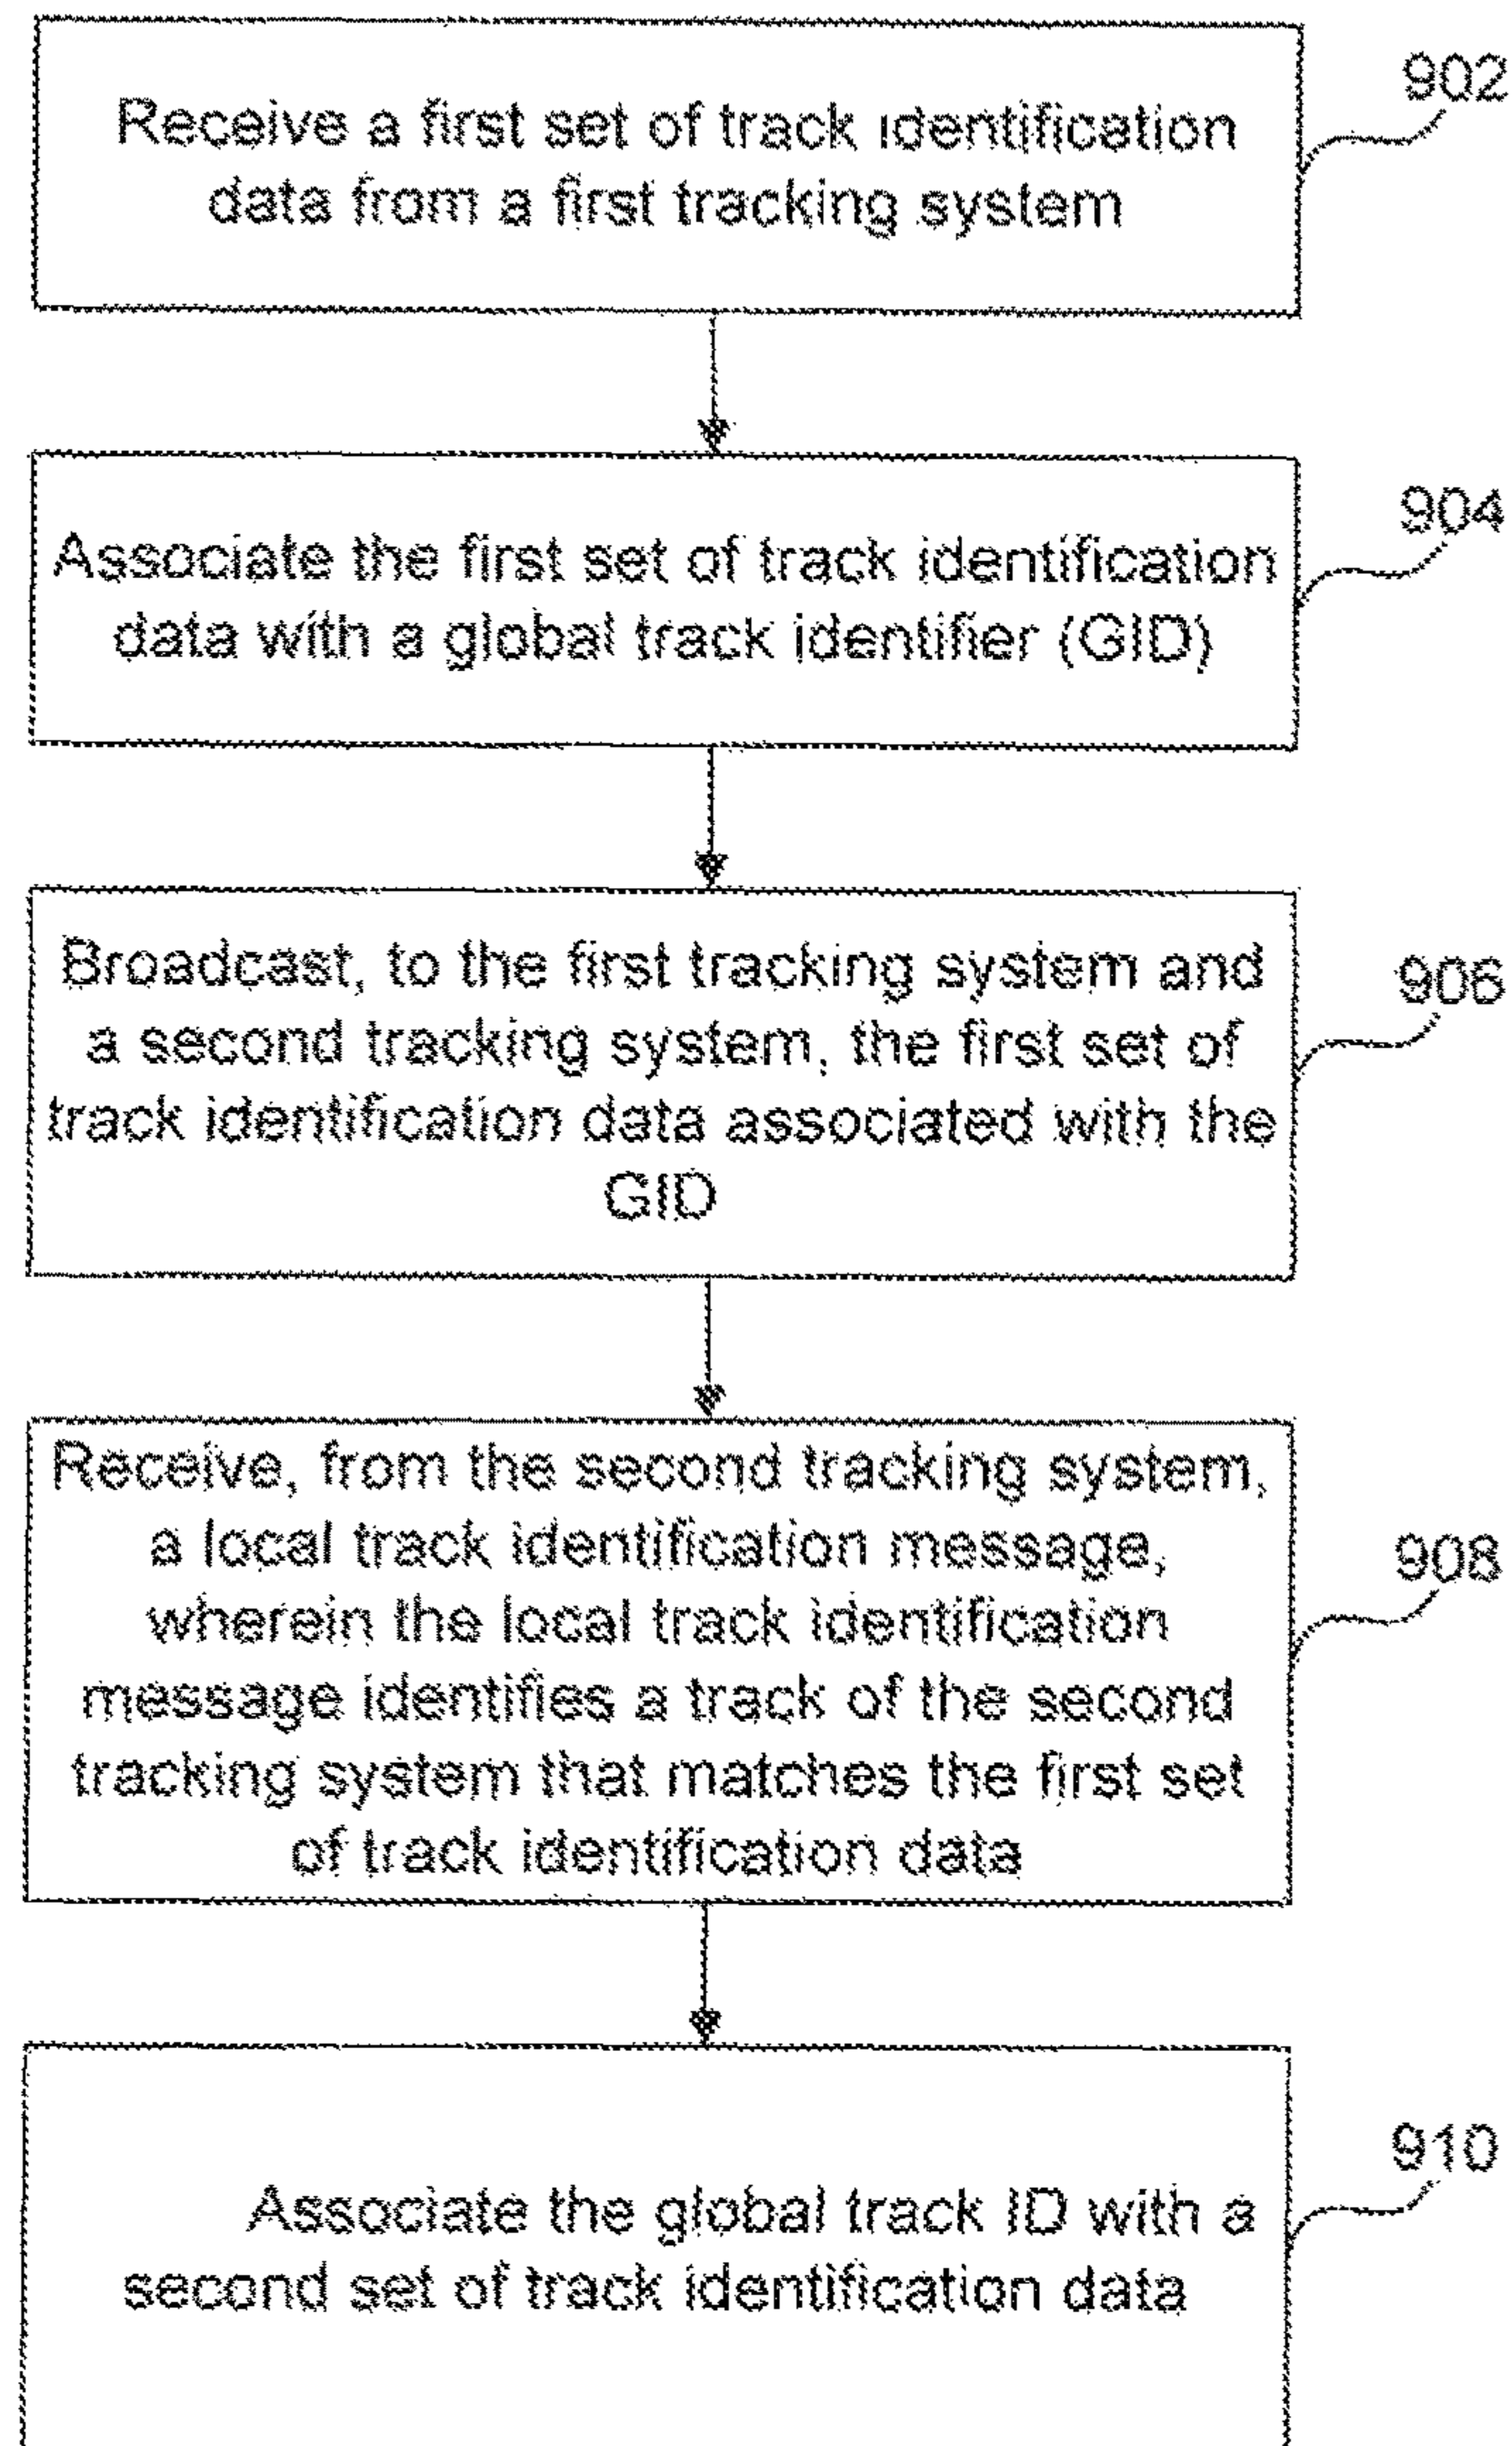 Receive a first set of track identification
data from a first tracking system
902
Associate the first set of track identification
data with a global track identifier (GID)
904
Broadcast, to the first tracking system and
a second tracking system, the first set of
track identification data associated with the
GID
906
Receive, from the second tracking system,
a local track identification message,
wherein the local track identification
message identifies a track of the second
tracking system that matches the first set
of track identification data
908
Associate the global track ID with a
second set of track identification data
910